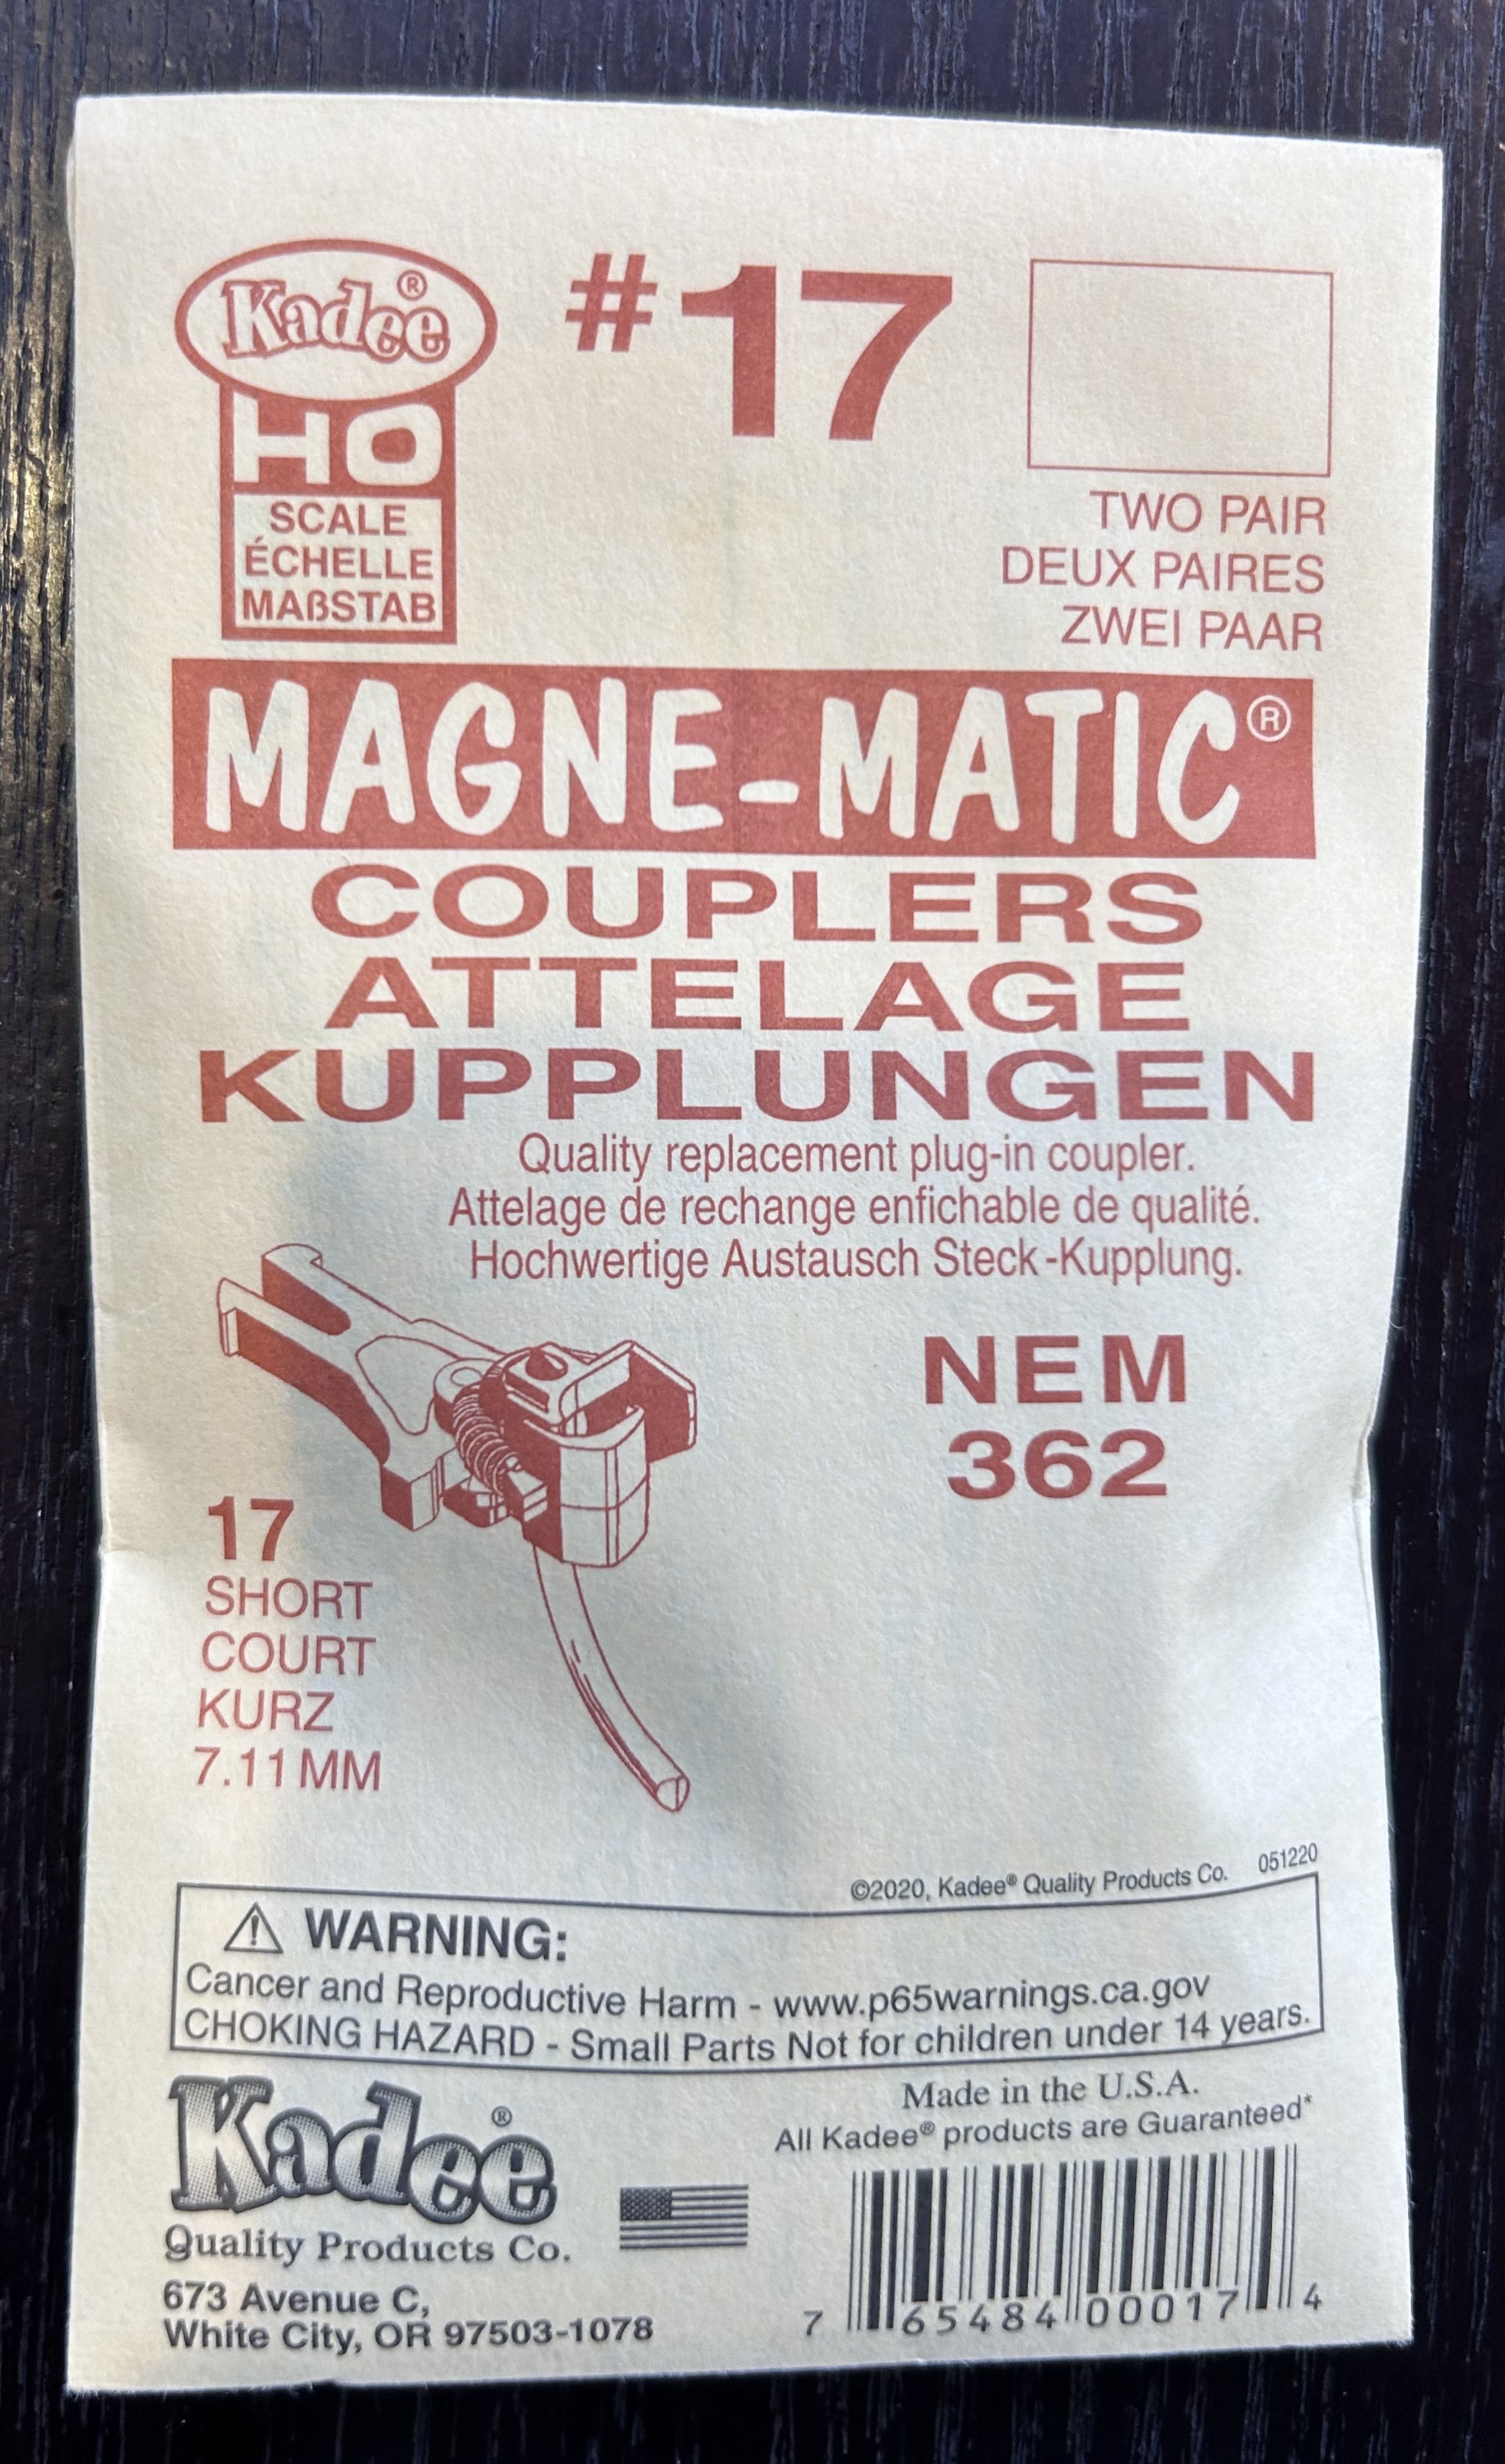 Kadee®
HO
SCALE
ÉCHELLE
MAßSTAB
#17
TWO PAIR
DEUX PAIRES
ZWEI PAAR
MAGNE-MATIC®
COUPLERS
ATTELAGE
KUPPLUNGEN
Quality replacement plug-in coupler.
Attelage de rechange enfichable de qualité.
Hochwertige Austausch Steck-Kupplung.
NEM
362
17
SHORT
COURT
KURZ
7.11MM
©2020, Kadee® Quality Products Co. 051220
⚠ WARNING:
Cancer and Reproductive Harm - www.p65warnings.ca.gov
CHOKING HAZARD - Small Parts Not for children under 14 years.
Kadee®
Quality Products Co.
673 Avenue C,
White City, OR 97503-1078
Made in the U.S.A.
All Kadee® products are Guaranteed*
7 65484 00017 4